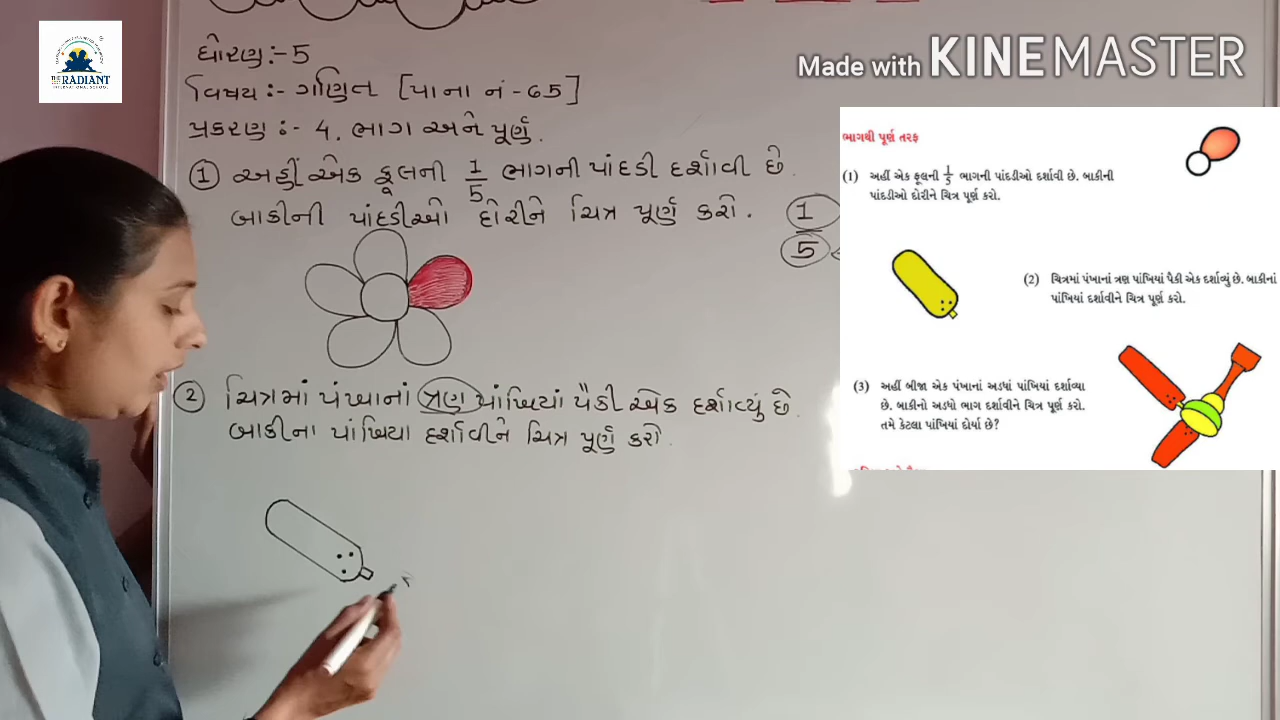 THE RADIANT
INTERNATIONAL SCHOOL
Made with KINEMASTER
ધોરણ:- 5
વિષય :- ગણિત [પાના નં - 65]
પ્રકરણ :- 4. ભાગ અને પૂર્ણ.
① અહીં એક ફૂલની 1/5 ભાગની પાંદડી દર્શાવી છે.
બાકીની પાંદડીઓ દોરીને ચિત્ર પૂર્ણ કરો.
1/5
② ચિત્રમાં પંખાનાં ત્રણ પાંખિયાં પૈકી એક દર્શાવ્યું છે.
બાકીના પાંખિયા દર્શાવીને ચિત્ર પૂર્ણ કરો.
ભાગથી પૂર્ણ તરફ
(1) અહીં એક ફૂલની 1/5 ભાગની પાંદડીઓ દર્શાવી છે. બાકીની
પાંદડીઓ દોરીને ચિત્ર પૂર્ણ કરો.
(2) ચિત્રમાં પંખાનાં ત્રણ પાંખિયાં પૈકી એક દર્શાવ્યું છે. બાકીનાં
પાંખિયાં દર્શાવીને ચિત્ર પૂર્ણ કરો.
(3) અહીં બીજા એક પંખાનાં અડધાં પાંખિયાં દર્શાવ્યા
છે. બાકીનો અડધો ભાગ દર્શાવીને ચિત્ર પૂર્ણ કરો.
તમે કેટલા પાંખિયાં દોર્યા છે?